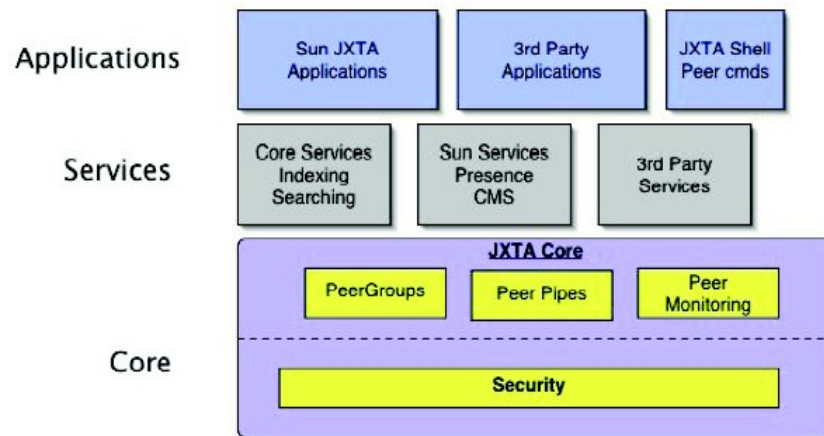 Applications
Sun JXTA
Applications
3rd Party
Applications
JXTA Shell
Peer cmds
Services
Core Services
Indexing
Searching
Sun Services
Presence
CMS
3rd Party
Services
Core
JXTA Core
PeerGroups
Peer Pipes
Peer
Monitoring
Security